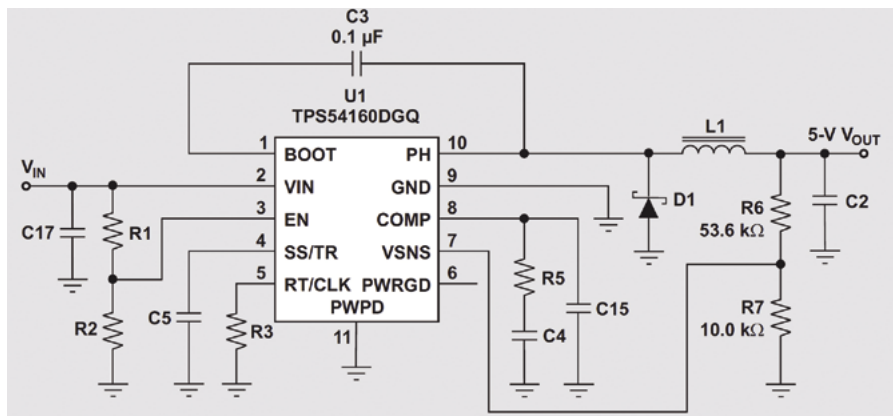 C3
0.1 µF
U1
TPS54160DGQ
1 BOOT PH 10
L1
5-V VOUT
VIN
2 VIN GND 9
C17
R1
3 EN COMP 8
D1
R6
53.6 kΩ
C2
4 SS/TR VSNS 7
5 RT/CLK PWRGD 6
R5
C15
R2
C5
R3
PWPD
11
C4
R7
10.0 kΩ